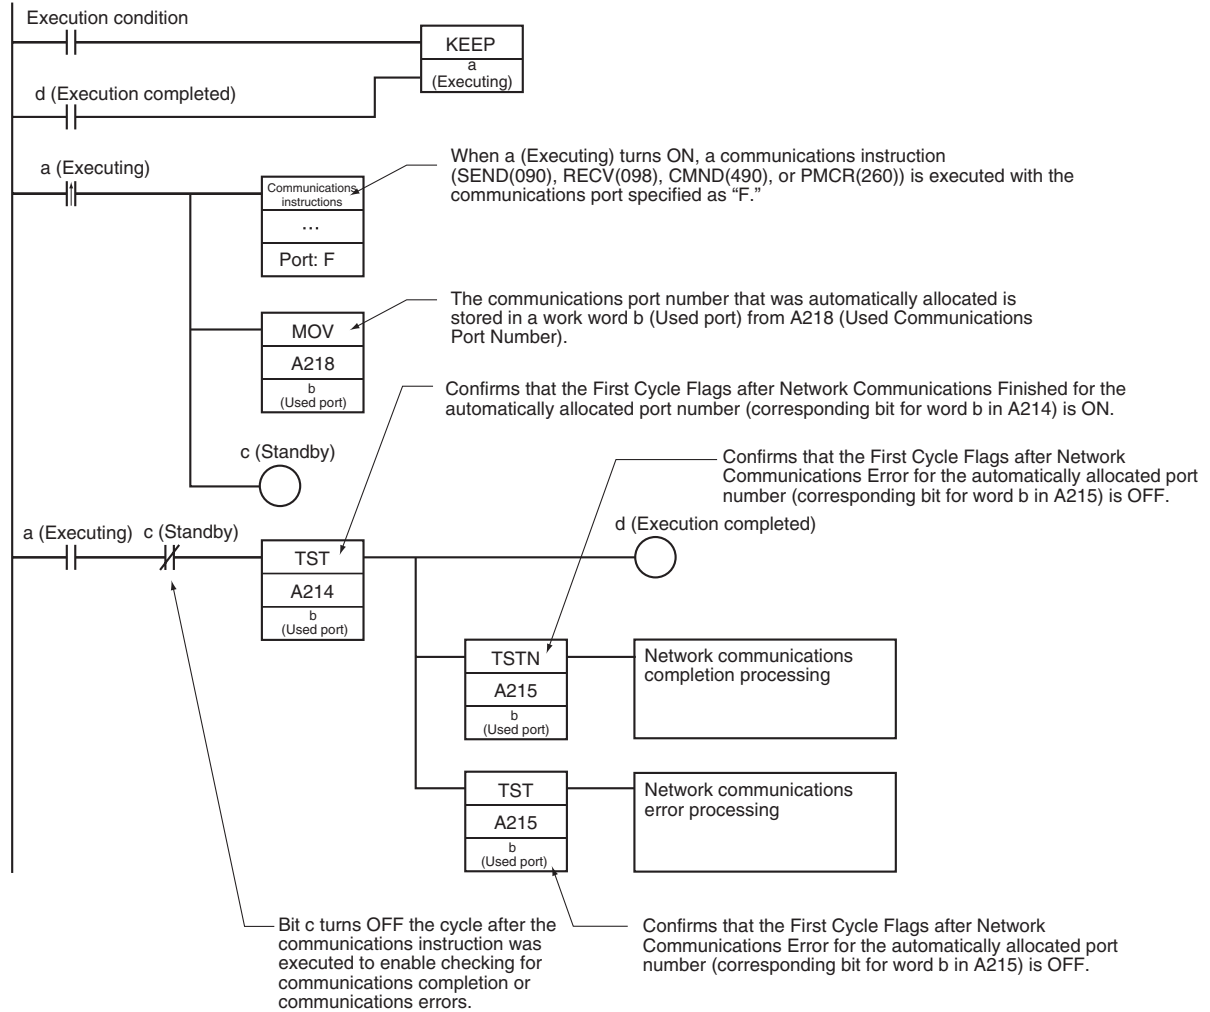 Execution condition
KEEP
a
(Executing)
d (Execution completed)
a (Executing)
Communications
instructions
...
Port: F
When a (Executing) turns ON, a communications instruction
(SEND(090), RECV(098), CMND(490), or PMCR(260)) is executed with the
communications port specified as “F.”
MOV
A218
b
(Used port)
The communications port number that was automatically allocated is
stored in a work word b (Used port) from A218 (Used Communications
Port Number).
Confirms that the First Cycle Flags after Network Communications Finished for the
automatically allocated port number (corresponding bit for word b in A214) is ON.
c (Standby)
Confirms that the First Cycle Flags after Network
Communications Error for the automatically allocated port
number (corresponding bit for word b in A215) is OFF.
a (Executing)
c (Standby)
TST
A214
b
(Used port)
d (Execution completed)
TSTN
A215
b
(Used port)
Network communications
completion processing
TST
A215
b
(Used port)
Network communications
error processing
Bit c turns OFF the cycle after the
communications instruction was
executed to enable checking for
communications completion or
communications errors.
Confirms that the First Cycle Flags after Network
Communications Error for the automatically allocated port
number (corresponding bit for word b in A215) is OFF.